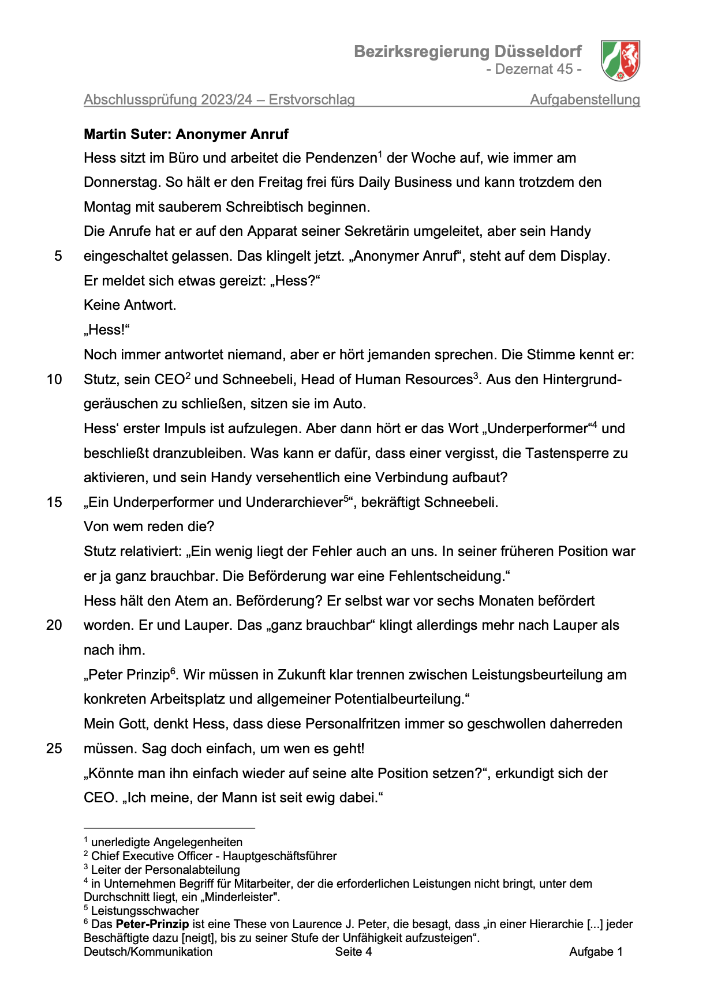 Bezirksregierung Düsseldorf
- Dezernat 45 -
Abschlussprüfung 2023/24 – Erstvorschlag Aufgabenstellung
Martin Suter: Anonymer Anruf
Hess sitzt im Büro und arbeitet die Pendenzen¹ der Woche auf, wie immer am
Donnerstag. So hält er den Freitag frei fürs Daily Business und kann trotzdem den
Montag mit sauberem Schreibtisch beginnen.
Die Anrufe hat er auf den Apparat seiner Sekretärin umgeleitet, aber sein Handy
5 eingeschaltet gelassen. Das klingelt jetzt. „Anonymer Anruf“, steht auf dem Display.
Er meldet sich etwas gereizt: „Hess?“
Keine Antwort.
„Hess!“
Noch immer antwortet niemand, aber er hört jemanden sprechen. Die Stimme kennt er:
10 Stutz, sein CEO² und Schneebeli, Head of Human Resources³. Aus den Hintergrund-
geräuschen zu schließen, sitzen sie im Auto.
Hess‘ erster Impuls ist aufzulegen. Aber dann hört er das Wort „Underperformer“⁴ und
beschließt dranzubleiben. Was kann er dafür, dass einer vergisst, die Tastensperre zu
aktivieren, und sein Handy versehentlich eine Verbindung aufbaut?
15 „Ein Underperformer und Underarchiever⁵“, bekräftigt Schneebeli.
Von wem reden die?
Stutz relativiert: „Ein wenig liegt der Fehler auch an uns. In seiner früheren Position war
er ja ganz brauchbar. Die Beförderung war eine Fehlentscheidung.“
Hess hält den Atem an. Beförderung? Er selbst war vor sechs Monaten befördert
20 worden. Er und Lauper. Das „ganz brauchbar“ klingt allerdings mehr nach Lauper als
nach ihm.
„Peter Prinzip⁶. Wir müssen in Zukunft klar trennen zwischen Leistungsbeurteilung am
konkreten Arbeitsplatz und allgemeiner Potentialbeurteilung.“
Mein Gott, denkt Hess, dass diese Personalfritzen immer so geschwollen daherreden
25 müssen. Sag doch einfach, um wen es geht!
„Könnte man ihn einfach wieder auf seine alte Position setzen?“, erkundigt sich der
CEO. „Ich meine, der Mann ist seit ewig dabei.“
¹ unerledigte Angelegenheiten
² Chief Executive Officer - Hauptgeschäftsführer
³ Leiter der Personalabteilung
⁴ in Unternehmen Begriff für Mitarbeiter, der die erforderlichen Leistungen nicht bringt, unter dem
Durchschnitt liegt, ein „Minderleister".
⁵ Leistungsschwacher
⁶ Das Peter-Prinzip ist eine These von Laurence J. Peter, die besagt, dass „in einer Hierarchie [...] jeder
Beschäftigte dazu [neigt], bis zu seiner Stufe der Unfähigkeit aufzusteigen“.
Deutsch/Kommunikation Seite 4 Aufgabe 1